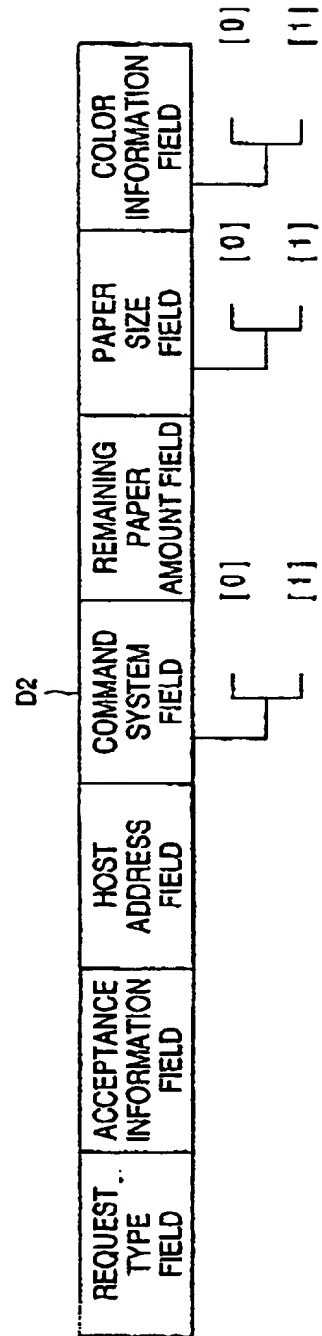 D2
REQUEST
TYPE
FIELD
ACCEPTANCE
INFORMATION
FIELD
HOST
ADDRESS
FIELD
COMMAND
SYSTEM
FIELD
REMAINING
PAPER
AMOUNT FIELD
PAPER
SIZE
FIELD
COLOR
INFORMATION
FIELD
[0]
[1]
[0]
[1]
[0]
[1]